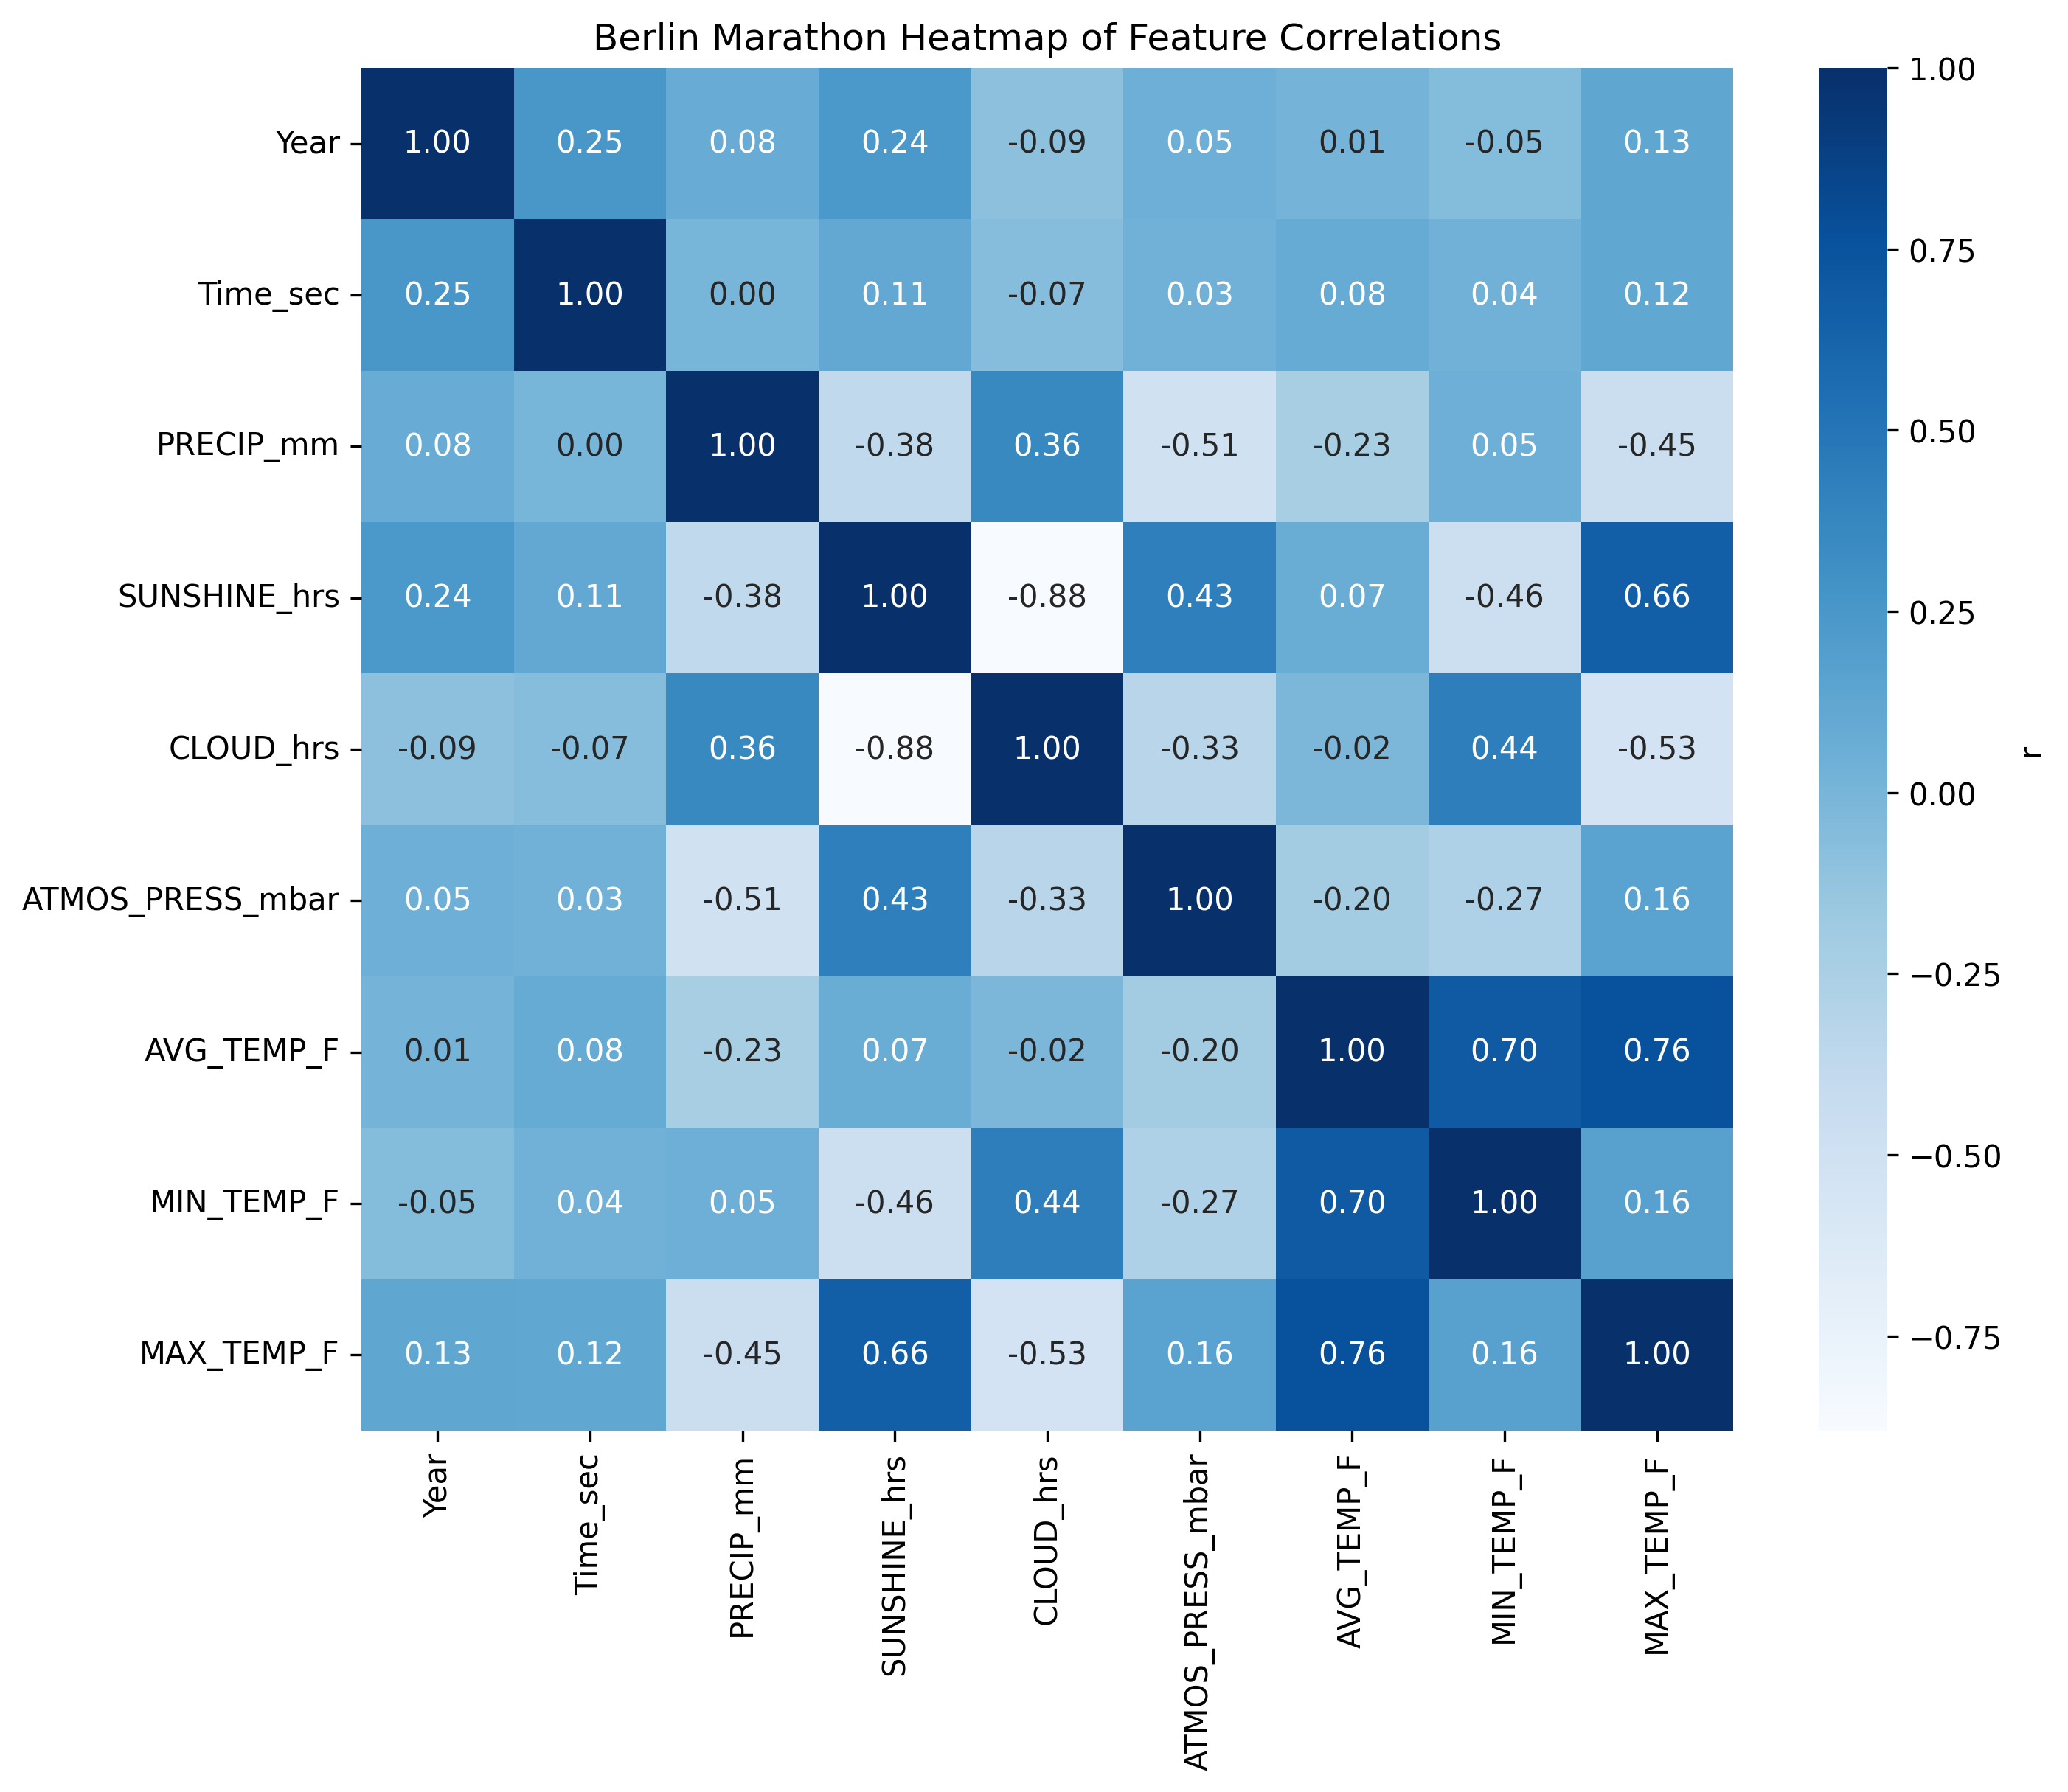 Berlin Marathon Heatmap of Feature Correlations
Year 1.00 0.25 0.08 0.24 -0.09 0.05 0.01 -0.05 0.13
Time_sec 0.25 1.00 0.00 0.11 -0.07 0.03 0.08 0.04 0.12
PRECIP_mm 0.08 0.00 1.00 -0.38 0.36 -0.51 -0.23 0.05 -0.45
SUNSHINE_hrs 0.24 0.11 -0.38 1.00 -0.88 0.43 0.07 -0.46 0.66
CLOUD_hrs -0.09 -0.07 0.36 -0.88 1.00 -0.33 -0.02 0.44 -0.53
ATMOS_PRESS_mbar 0.05 0.03 -0.51 0.43 -0.33 1.00 -0.20 -0.27 0.16
AVG_TEMP_F 0.01 0.08 -0.23 0.07 -0.02 -0.20 1.00 0.70 0.76
MIN_TEMP_F -0.05 0.04 0.05 -0.46 0.44 -0.27 0.70 1.00 0.16
MAX_TEMP_F 0.13 0.12 -0.45 0.66 -0.53 0.16 0.76 0.16 1.00
Year
Time_sec
PRECIP_mm
SUNSHINE_hrs
CLOUD_hrs
ATMOS_PRESS_mbar
AVG_TEMP_F
MIN_TEMP_F
MAX_TEMP_F
1.00
0.75
0.50
0.25
0.00
−0.25
−0.50
−0.75
r